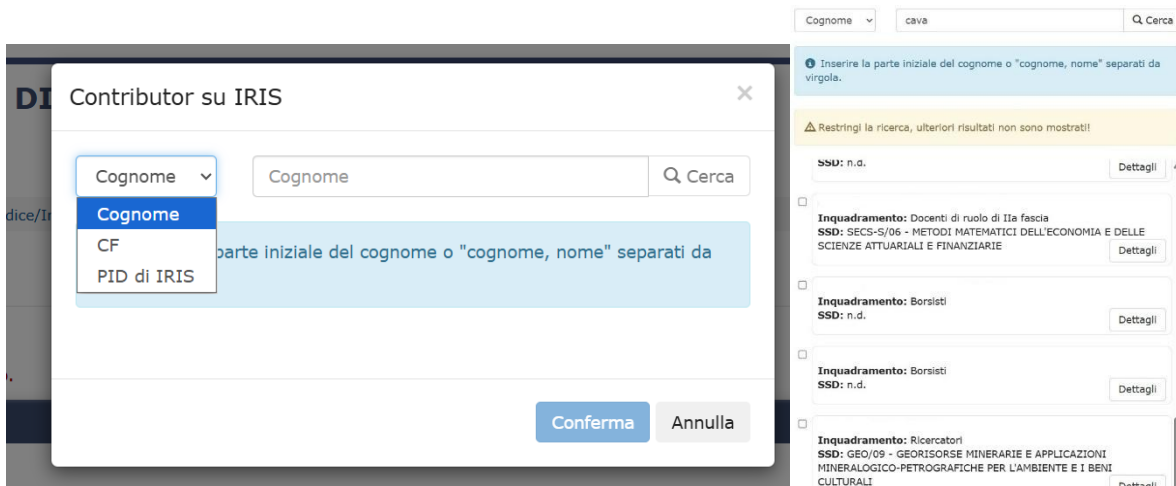 DI
dice/I
.
Contributor su IRIS
×
Cognome
Cognome
Cerca
Cognome
CF
PID di IRIS
parte iniziale del cognome o "cognome, nome" separati da
Conferma
Annulla
Cognome
cava
Cerca
Inserire la parte iniziale del cognome o "cognome, nome" separati da
virgola.
Restringi la ricerca, ulteriori risultati non sono mostrati!
SSD: n.d.
Dettagli
Inquadramento: Docenti di ruolo di IIa fascia
SSD: SECS-S/06 - METODI MATEMATICI DELL'ECONOMIA E DELLE
SCIENZE ATTUARIALI E FINANZIARIE
Dettagli
Inquadramento: Borsisti
SSD: n.d.
Dettagli
Inquadramento: Borsisti
SSD: n.d.
Dettagli
Inquadramento: Ricercatori
SSD: GEO/09 - GEORISORSE MINERARIE E APPLICAZIONI
MINERALOGICO-PETROGRAFICHE PER L'AMBIENTE E I BENI
CULTURALI
Dettagli